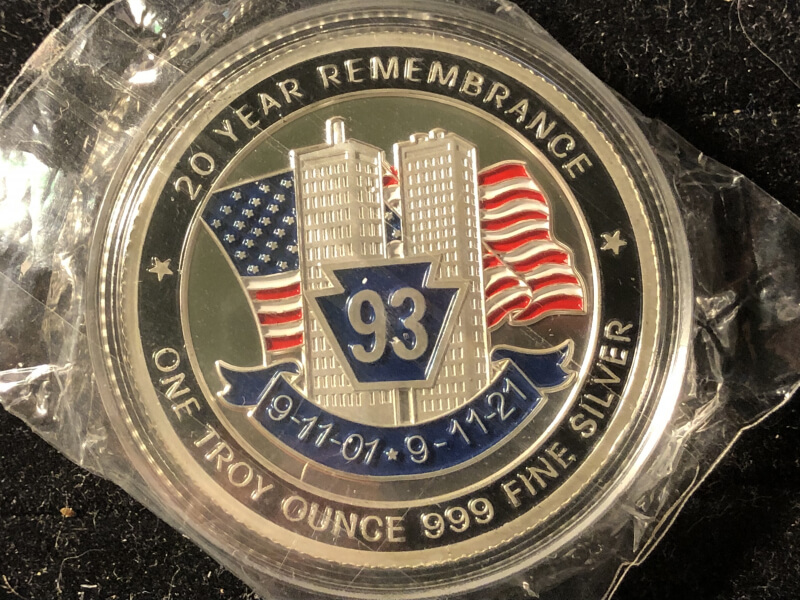 20 YEAR REMEMBRANCE
93
9-11-01 ★ 9-11-21
ONE TROY OUNCE 999 FINE SILVER